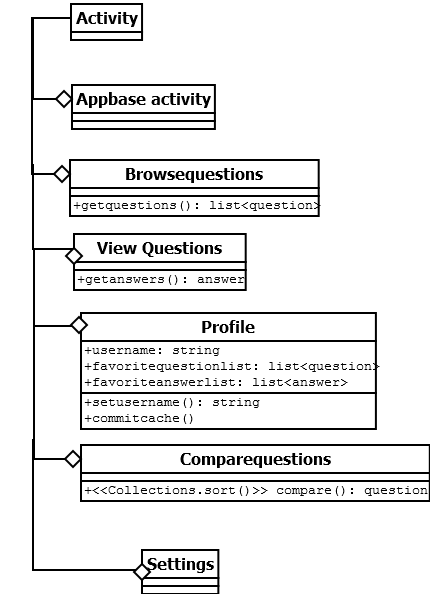 Activity
Appbase activity
Browsequestions
+getquestions(): list<question>
View Questions
+getanswers(): answer
Profile
+username: string
+favoritequestionlist: list<question>
+favoriteanswerlist: list<answer>
+setusername(): string
+commitcache()
Comparequestions
+<<Collections.sort()>> compare(): question
Settings